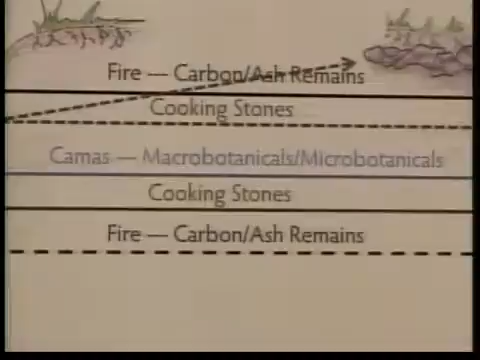 Fire — Carbon/Ash Remains
Cooking Stones
Camas — Macrobotanicals/Microbotanicals
Cooking Stones
Fire — Carbon/Ash Remains